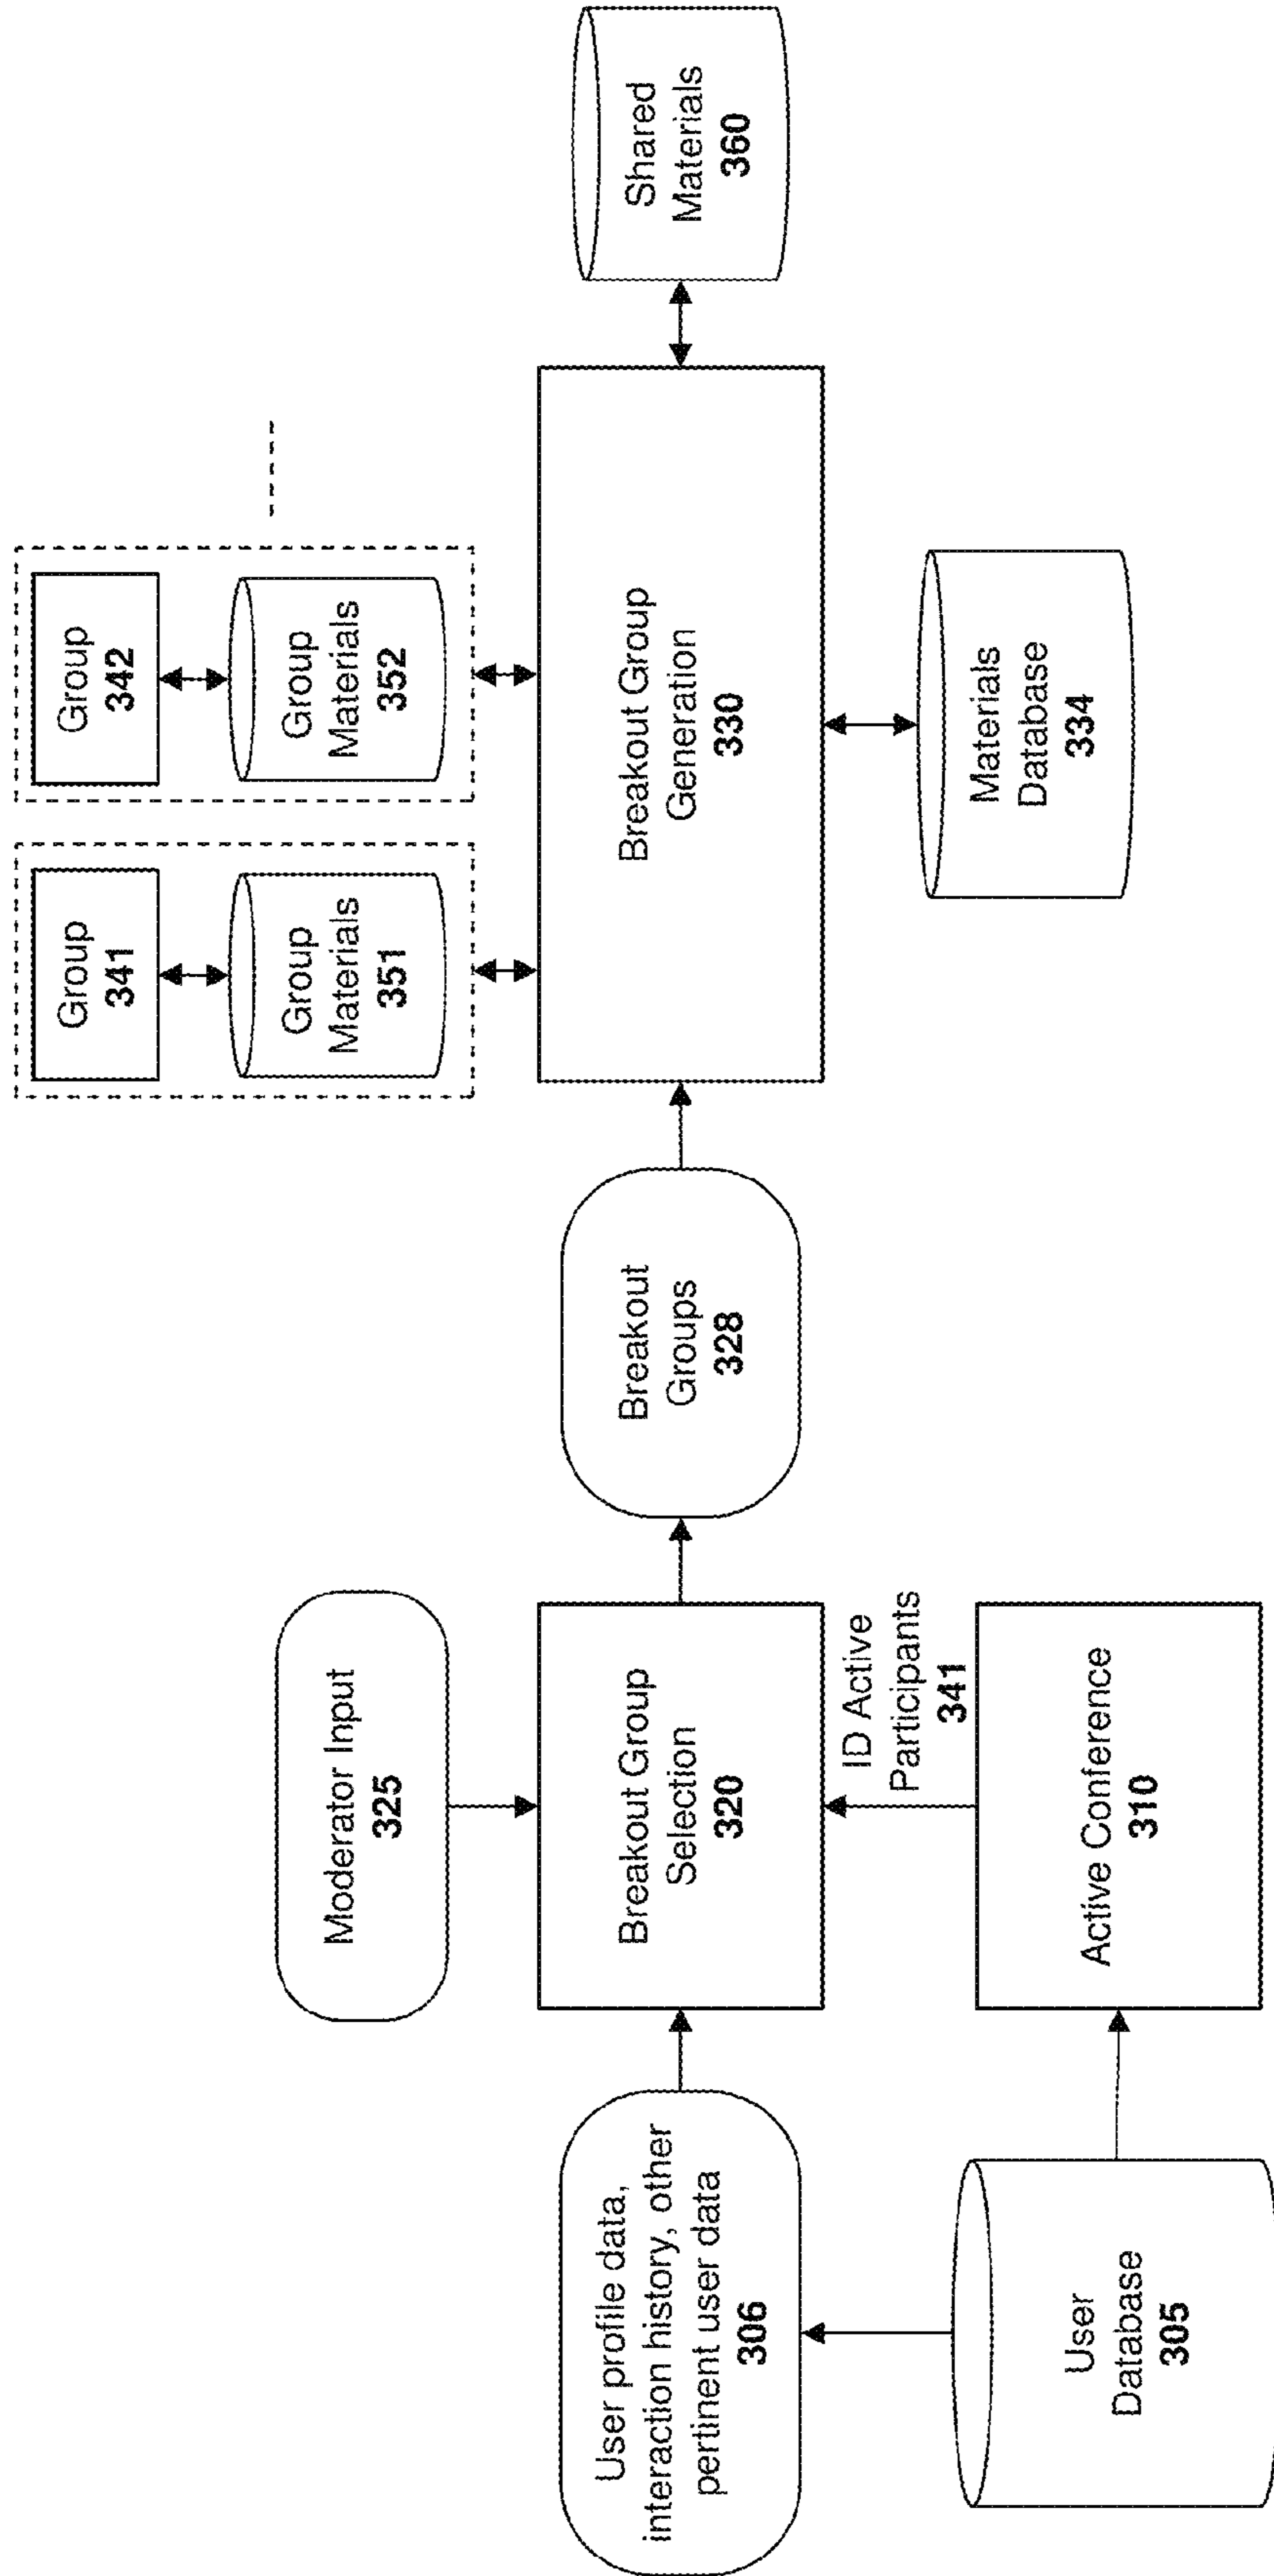 User profile data,
interaction history, other
pertinent user data
306
User
Database
305
Moderator Input
325
Breakout Group
Selection
320
ID Active
Participants
341
Active Conference
310
Breakout
Groups
328
Group
341
Group
Materials
351
Group
342
Group
Materials
352
Breakout Group
Generation
330
Materials
Database
334
Shared
Materials
360